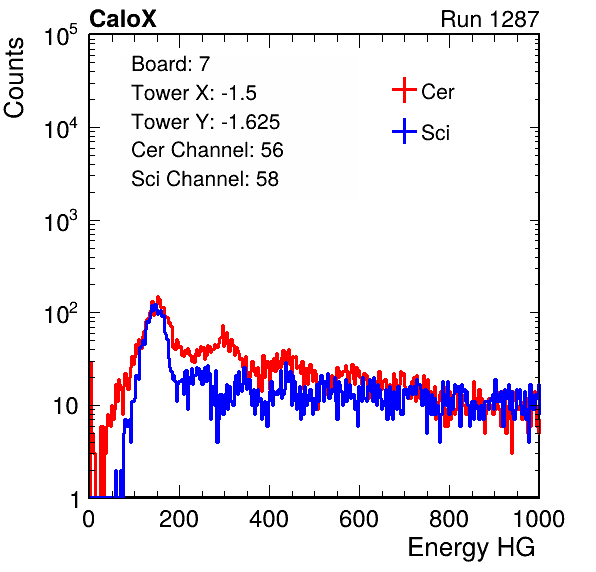 CaloX Run 1287
Counts
Board: 7
Tower X: -1.5
Tower Y: -1.625
Cer Channel: 56
Sci Channel: 58
Cer
Sci
10^5
10^4
10^3
10^2
10
1
0 200 400 600 800 1000
Energy HG